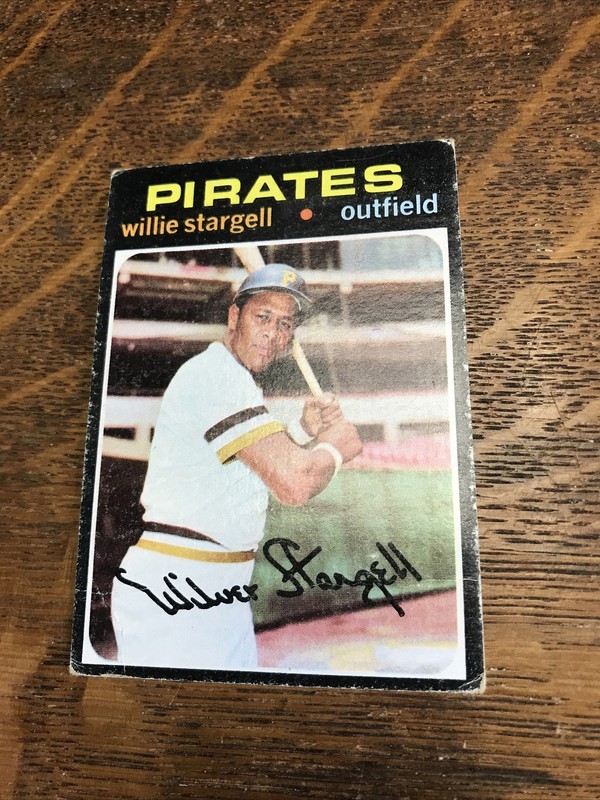 PIRATES
willie stargell • outfield
P
Wilver Stargell